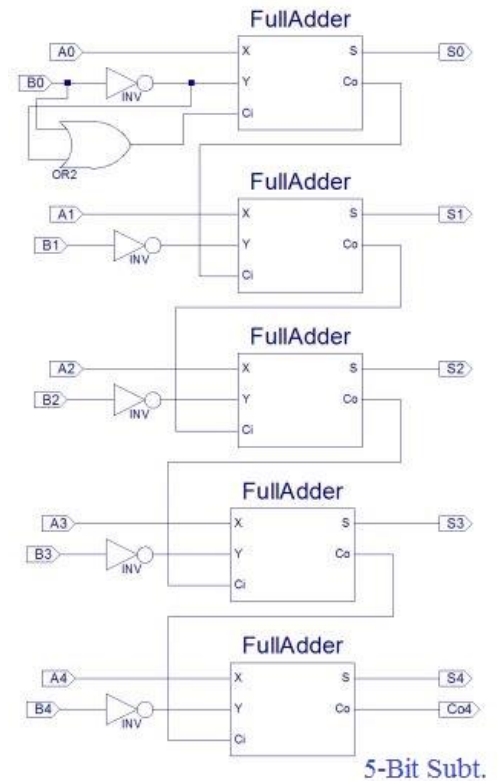 FullAdder
A0 X S S0
B0 INV Y Co
Ci
OR2
FullAdder
A1 X S S1
B1 INV Y Co
Ci
FullAdder
A2 X S S2
B2 INV Y Co
Ci
FullAdder
A3 X S S3
B3 INV Y Co
Ci
FullAdder
A4 X S S4
B4 INV Y Co Co4
Ci
5-Bit Subt.